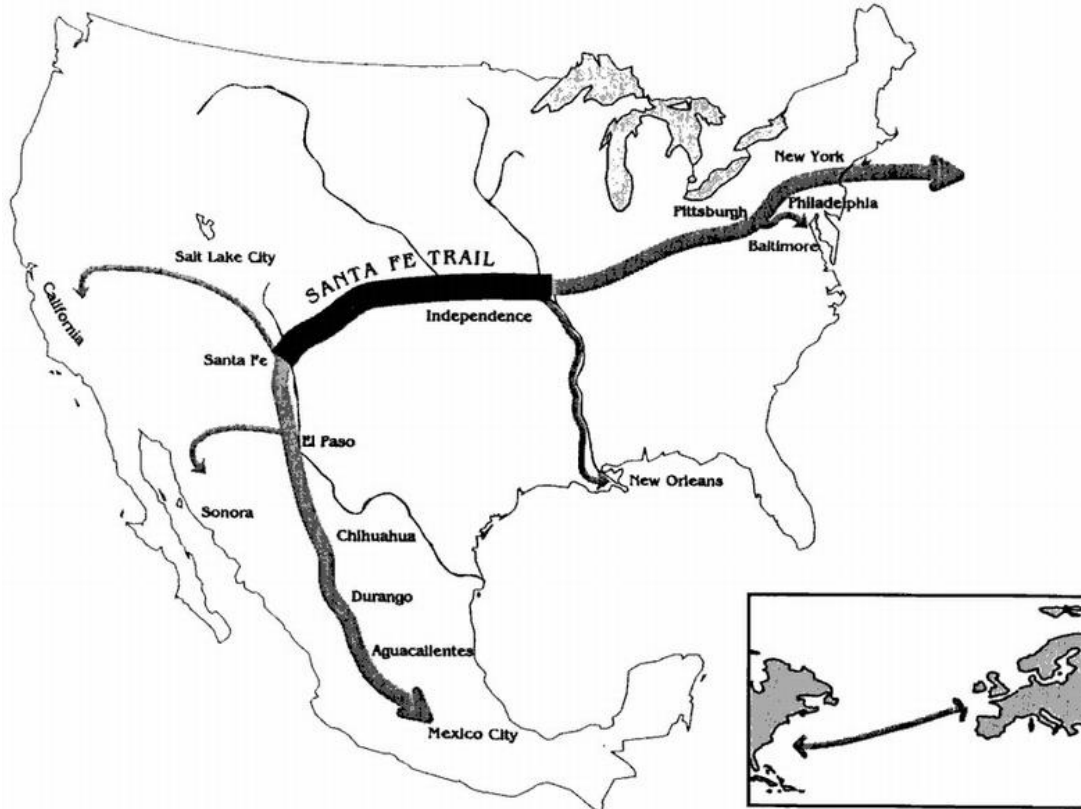 New York
Pittsburgh
Philadelphia
Baltimore
Salt Lake City
SANTA FE TRAIL
California
Independence
Santa Fe
El Paso
New Orleans
Sonora
Chihuahua
Durango
Aguacalientes
Mexico City